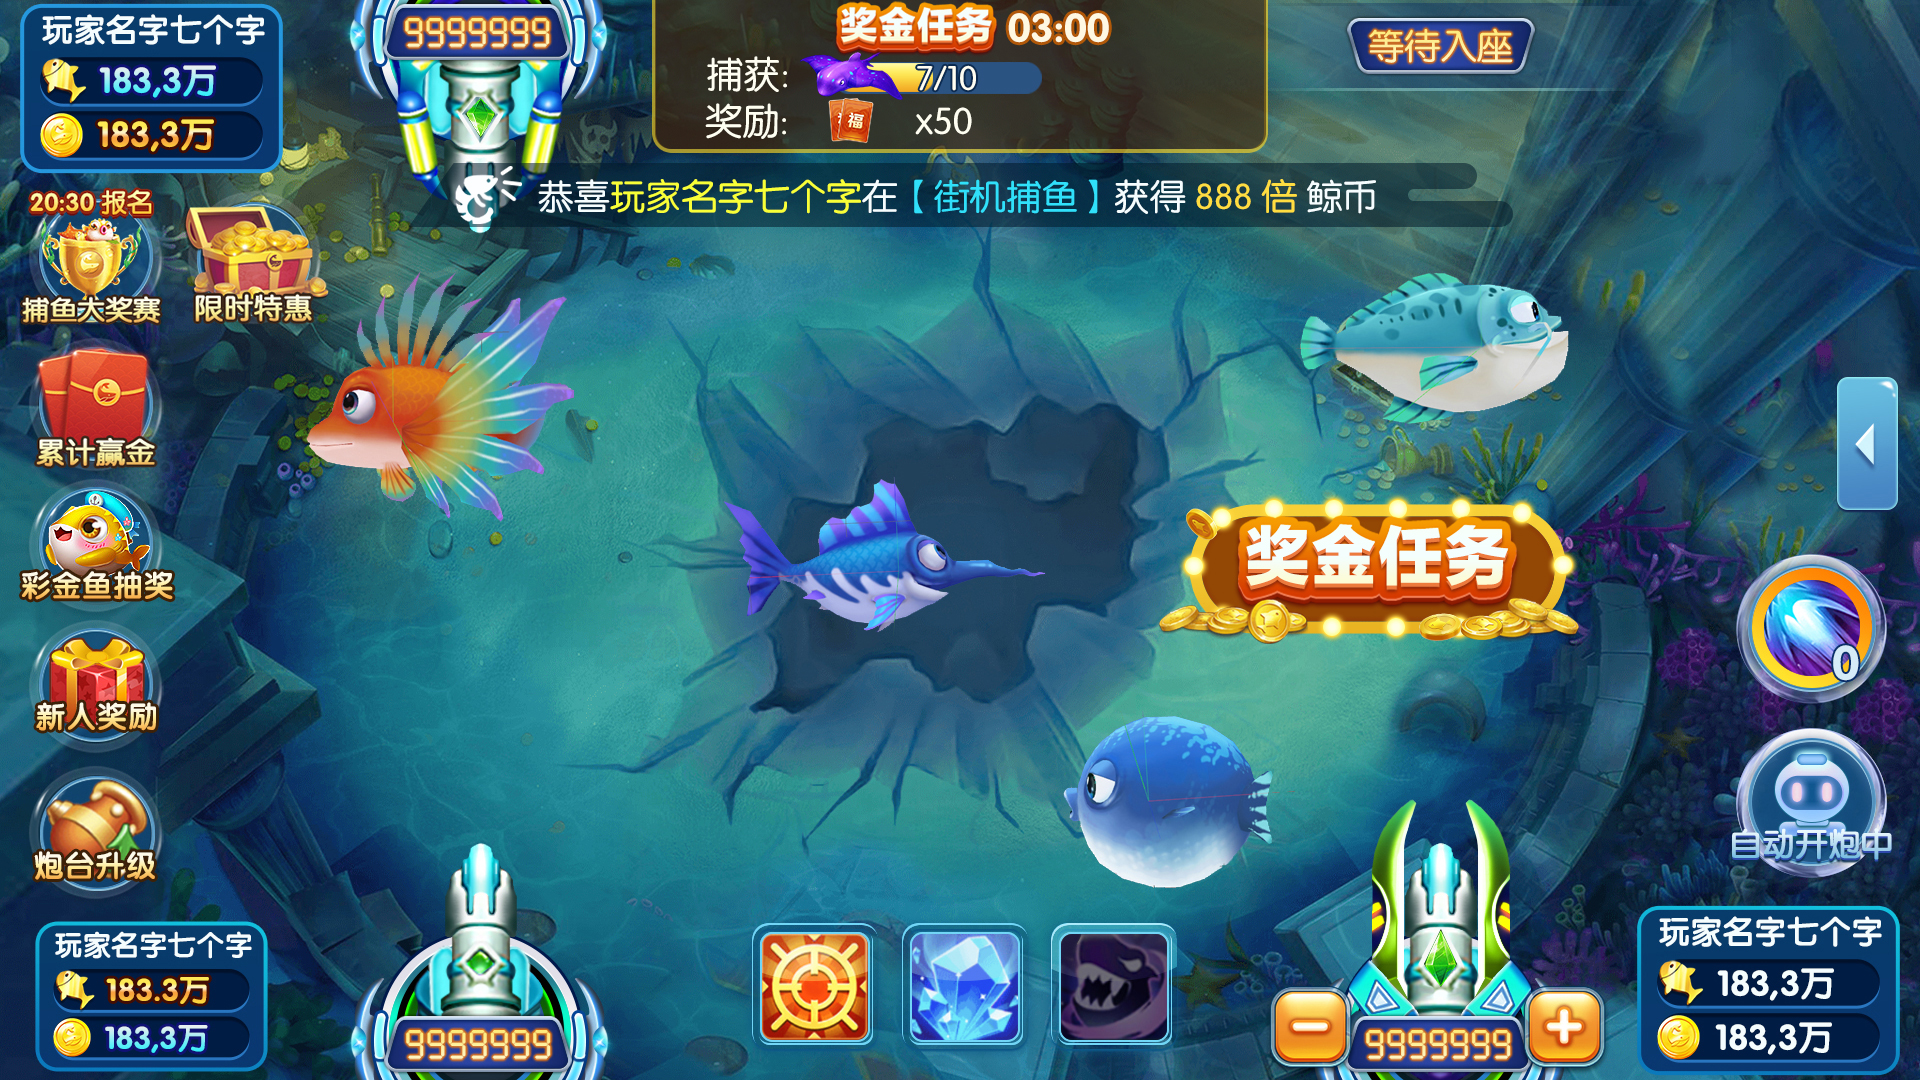 玩家名字七个字
183,3万
183,3万
9999999
奖金任务 03:00
捕获: 7/10
奖励: 福 x50
等待入座
恭喜玩家名字七个字在【街机捕鱼】获得 888 倍 鲸币
20:30 报名
捕鱼大奖赛
限时特惠
累计赢金
彩金鱼抽奖
新人奖励
炮台升级
奖金任务
0
自动开炮中
玩家名字七个字
183.3万
183,3万
9999999
9999999
玩家名字七个字
183,3万
183,3万